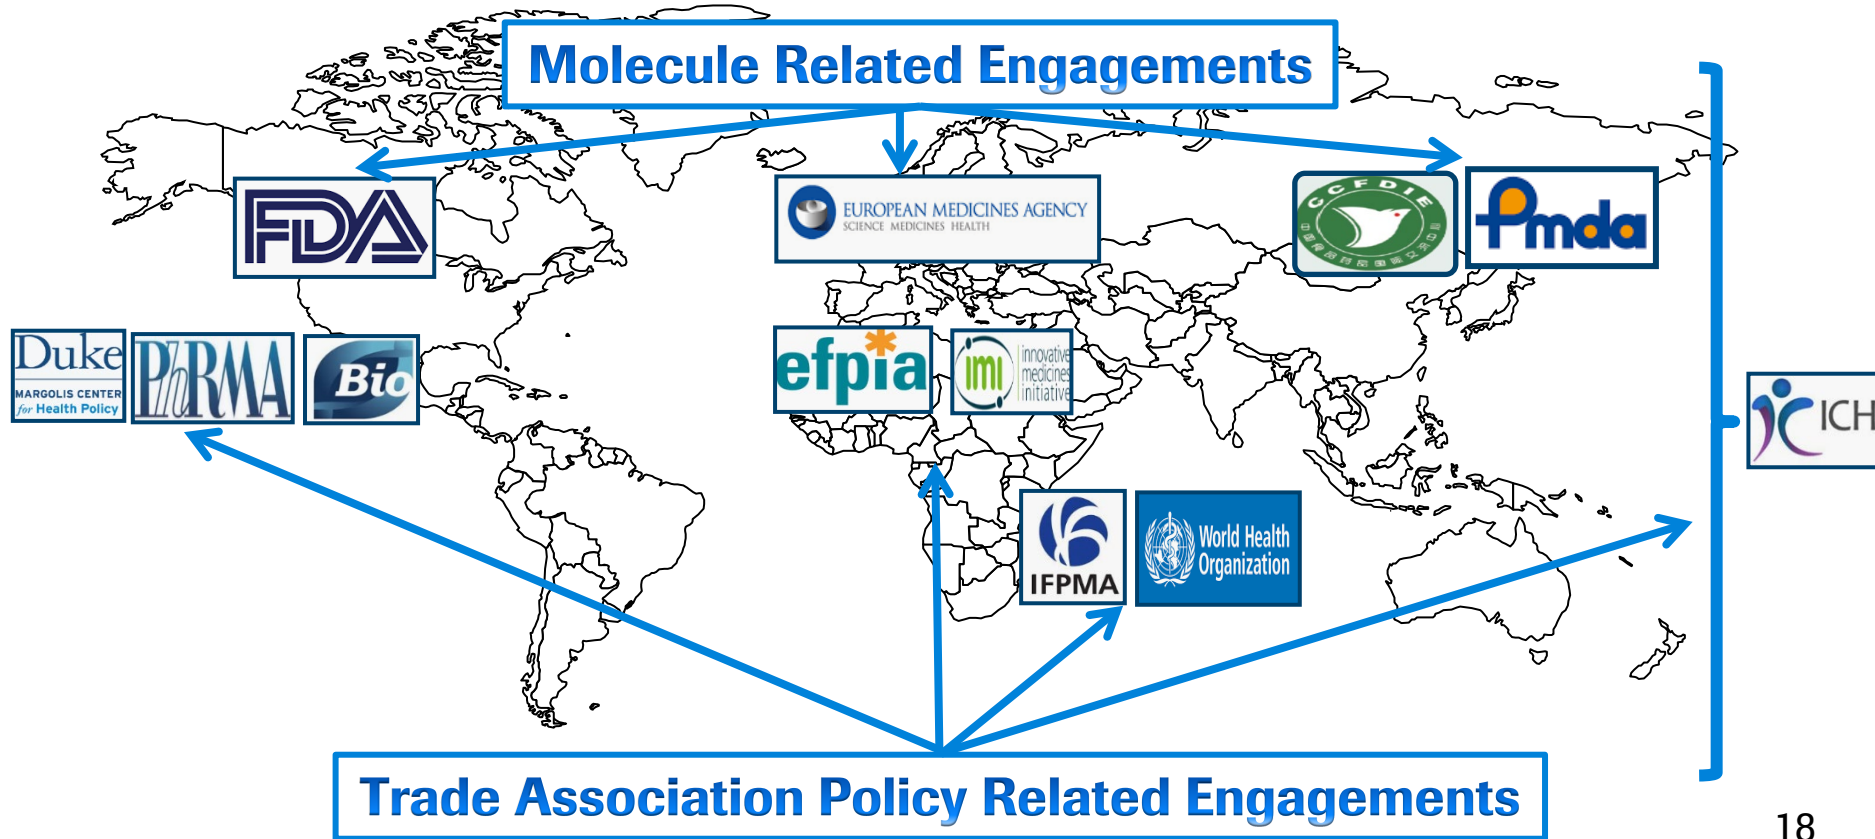 Molecule Related Engagements
FDA
EUROPEAN MEDICINES AGENCY
SCIENCE MEDICINES HEALTH
CCFDIE
Pmda
Duke
MARGOLIS CENTER
for Health Policy
PhRMA
Bio
efpia
imi
innovative
medicines
initiative
ICH
IFPMA
World Health
Organization
Trade Association Policy Related Engagements
18